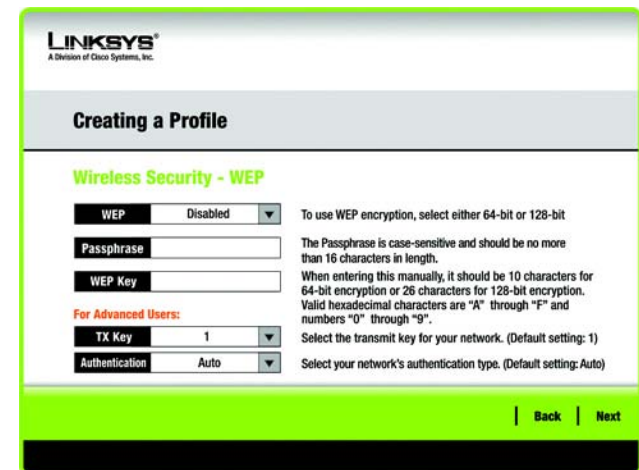 LINKSYS®
A Division of Cisco Systems, Inc.
Creating a Profile
Wireless Security - WEP
WEP Disabled To use WEP encryption, select either 64-bit or 128-bit
Passphrase The Passphrase is case-sensitive and should be no more
than 16 characters in length.
WEP Key When entering this manually, it should be 10 characters for
64-bit encryption or 26 characters for 128-bit encryption.
Valid hexadecimal characters are “A” through “F” and
numbers “0” through “9”.
For Advanced Users:
TX Key 1 Select the transmit key for your network. (Default setting: 1)
Authentication Auto Select your network's authentication type. (Default setting: Auto)
Back Next